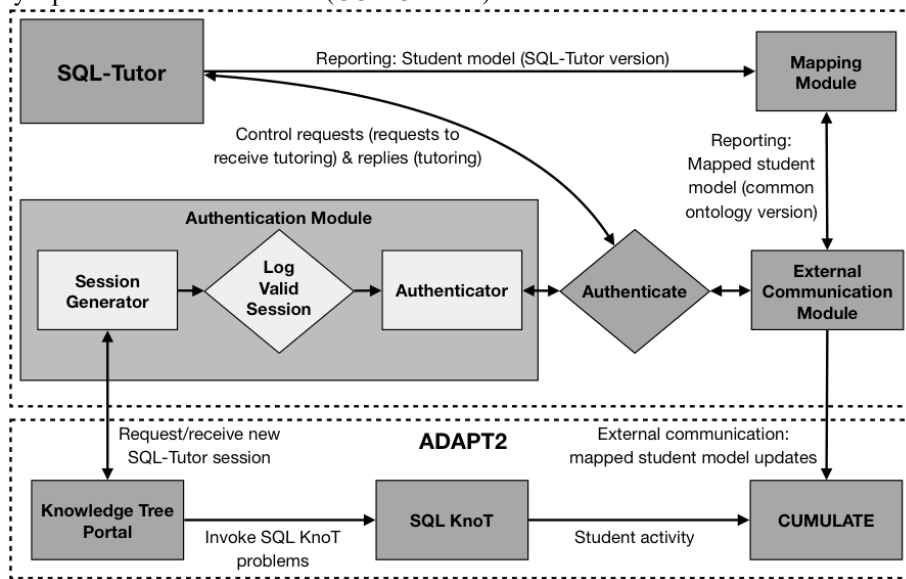 SQL-Tutor
Reporting: Student model (SQL-Tutor version)
Mapping
Module
Control requests (requests to
receive tutoring) & replies (tutoring)
Reporting:
Mapped student
model (common
ontology version)
Authentication Module
Session
Generator
Log
Valid
Session
Authenticator
Authenticate
External
Communication
Module
Request/receive new
SQL-Tutor session
ADAPT2
External communication:
mapped student model updates
Knowledge Tree
Portal
Invoke SQL KnoT
problems
SQL KnoT
Student activity
CUMULATE